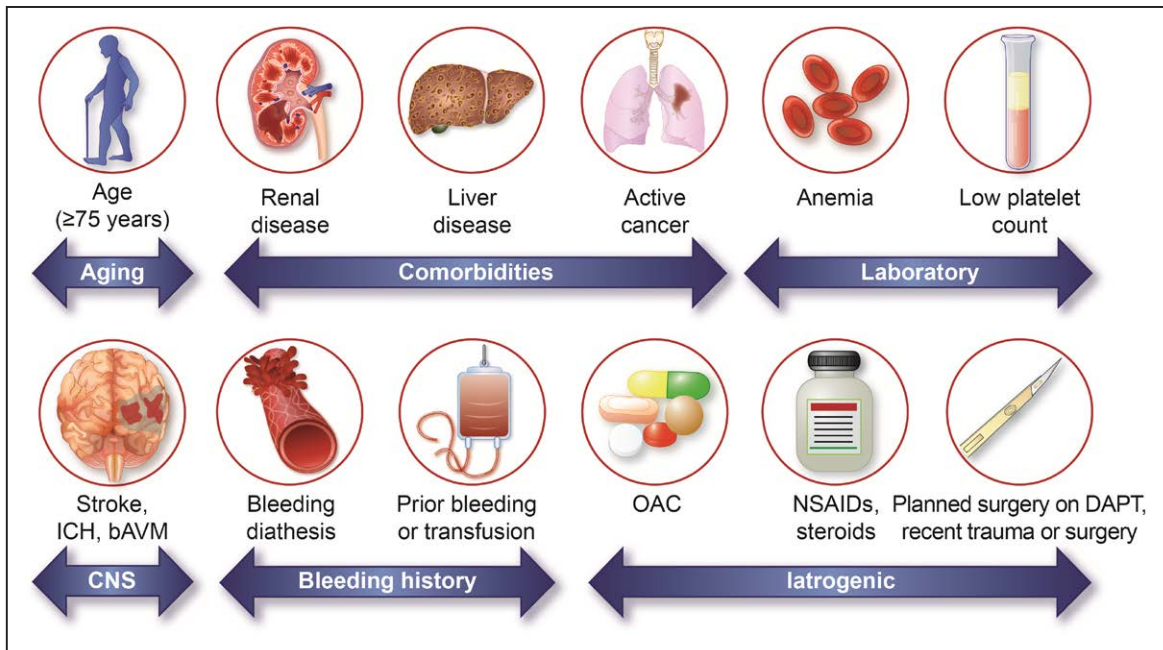 Age
(≥75 years)
Renal
disease
Liver
disease
Active
cancer
Anemia
Low platelet
count
Aging
Comorbidities
Laboratory
Stroke,
ICH, bAVM
Bleeding
diathesis
Prior bleeding
or transfusion
OAC
NSAIDs,
steroids
Planned surgery on DAPT,
recent trauma or surgery
CNS
Bleeding history
Iatrogenic